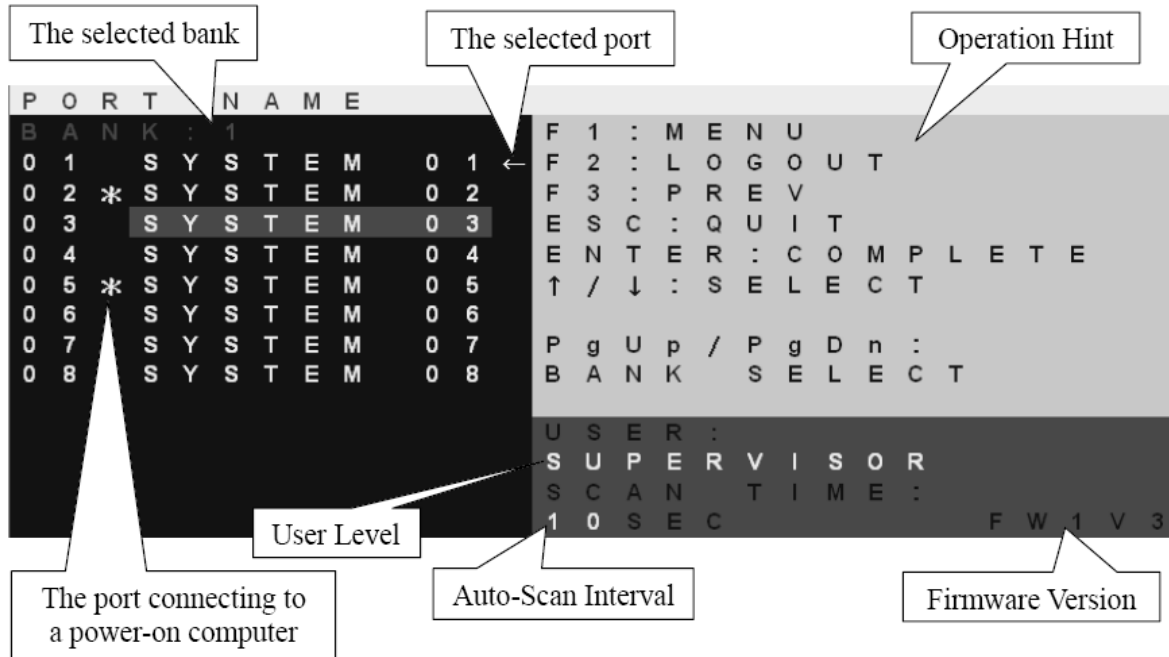 The selected bank
The selected port
Operation Hint
PORT NAME
BANK:1
01 SYSTEM 01 ←
02 * SYSTEM 02
03 SYSTEM 03
04 SYSTEM 04
05 * SYSTEM 05
06 SYSTEM 06
07 SYSTEM 07
08 SYSTEM 08
F1:MENU
F2:LOGOUT
F3:PREV
ESC:QUIT
ENTER:COMPLETE
↑/↓:SELECT
PgUp/PgDn:
BANK SELECT
USER:
SUPERVISOR
SCAN TIME:
10SEC FW1V3
User Level
The port connecting to
a power-on computer
Auto-Scan Interval
Firmware Version